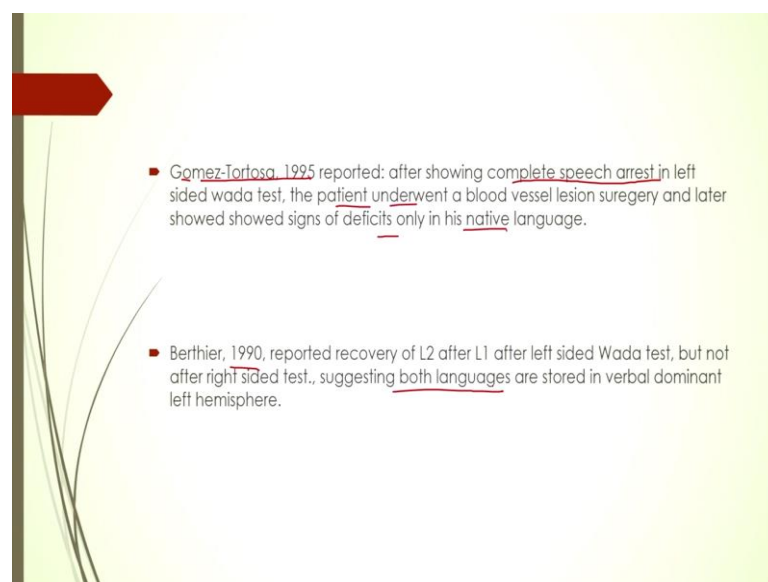 Gomez-Tortosa, 1995 reported: after showing complete speech arrest in left
sided wada test, the patient underwent a blood vessel lesion suregery and later
showed showed signs of deficits only in his native language.
Berthier, 1990, reported recovery of L2 after L1 after left sided Wada test, but not
after right sided test., suggesting both languages are stored in verbal dominant
left hemisphere.